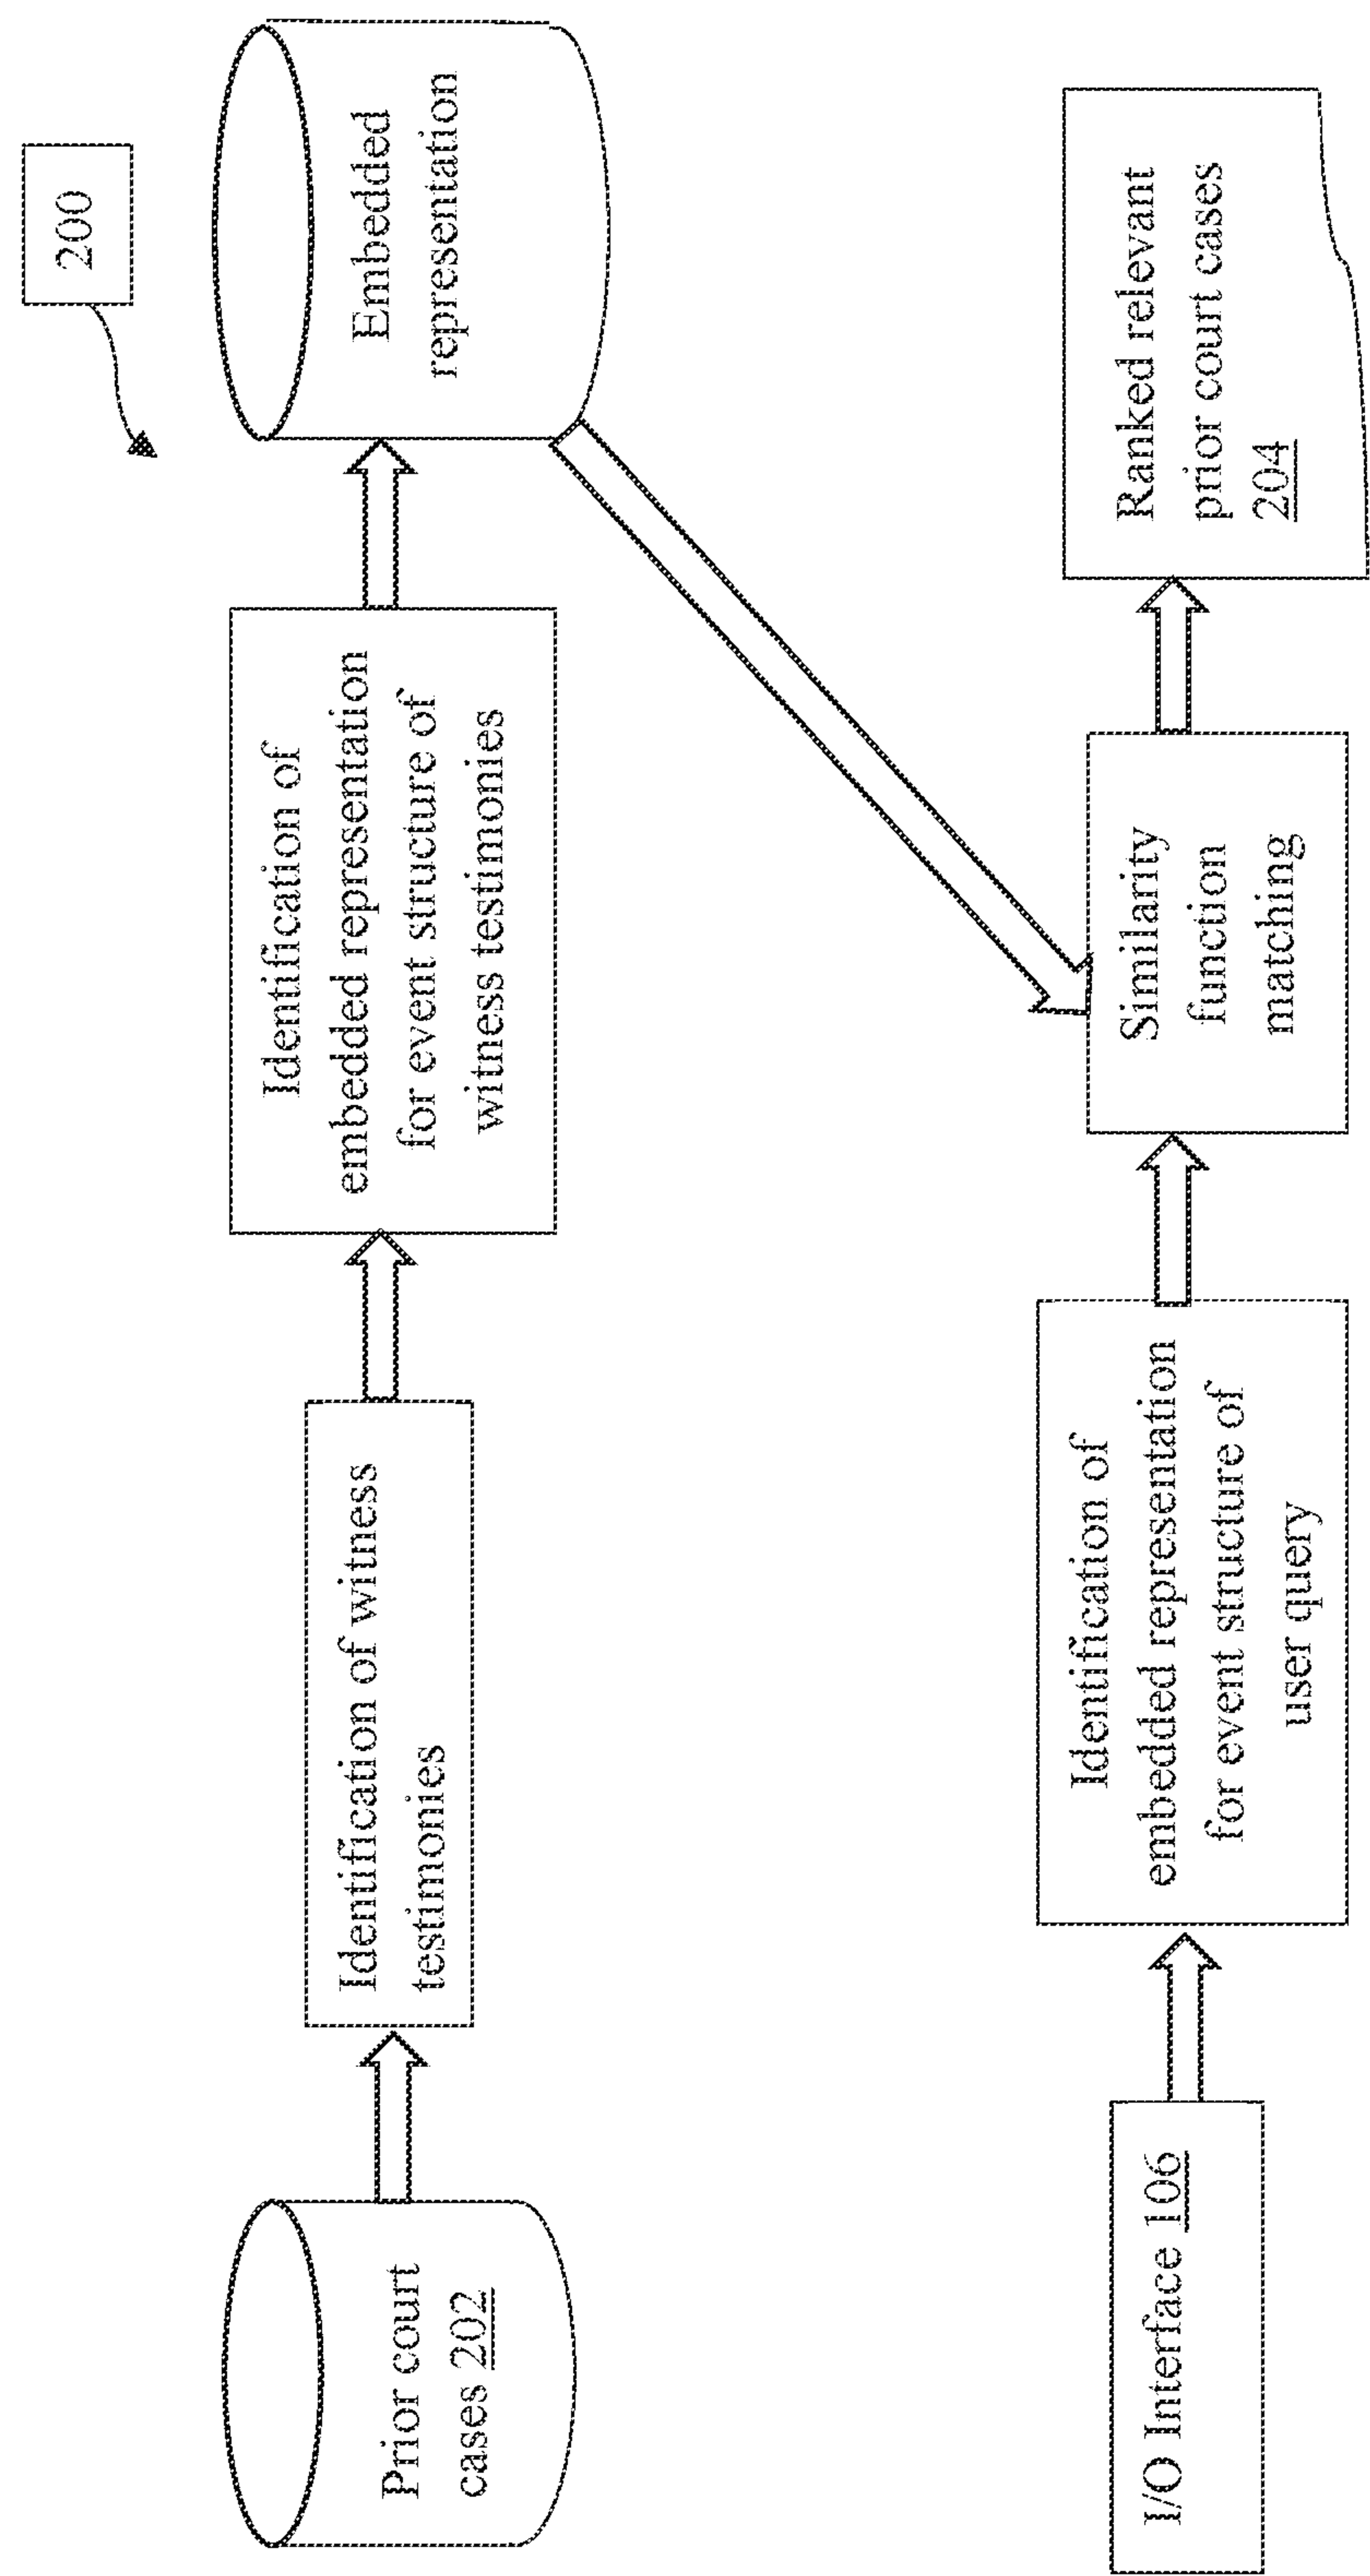 200
Prior court
cases 202
Identification of witness
testimonies
Identification of
embedded representation
for event structure of
witness testimonies
Embedded
representation
I/O Interface 106
Identification of
embedded representation
for event structure of
user query
Similarity
function
matching
Ranked relevant
prior court cases
204